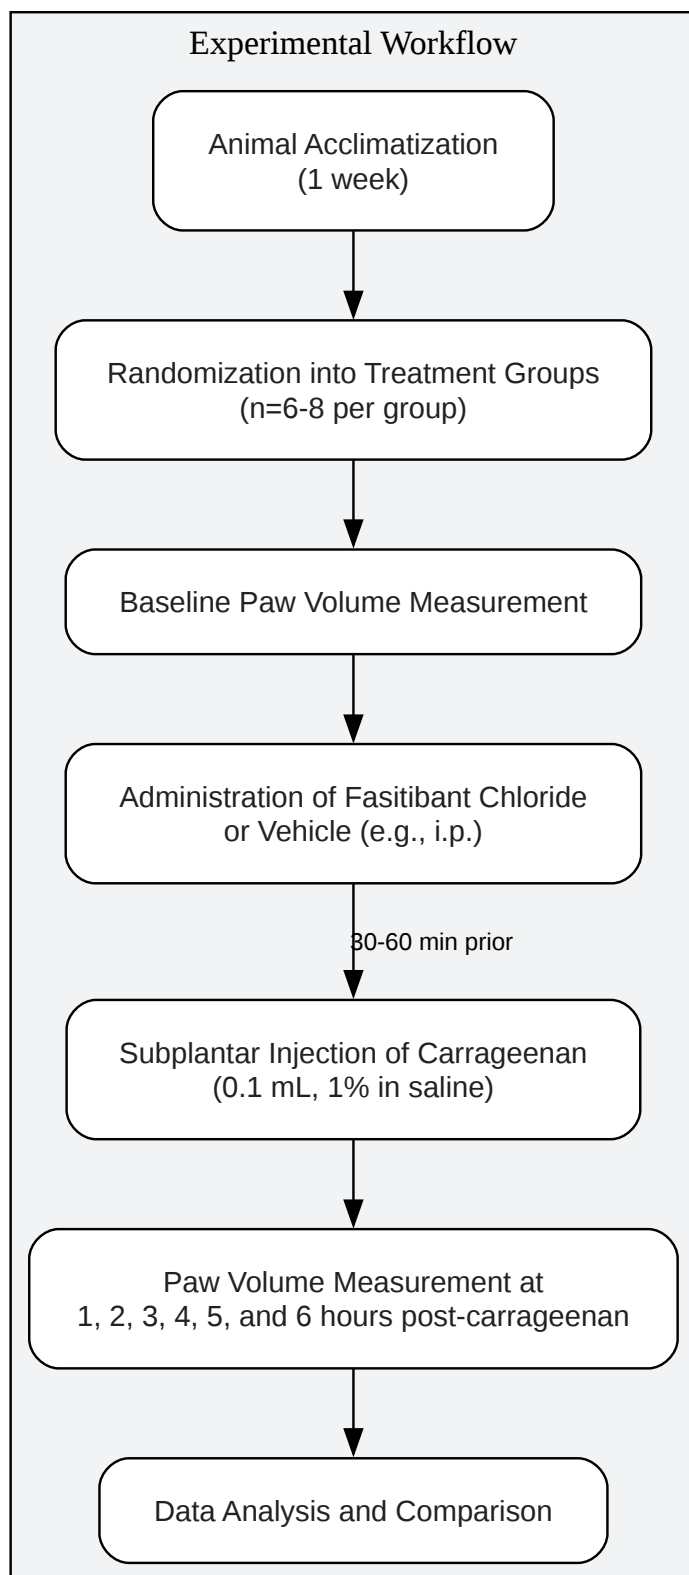 Experimental Workflow
Animal Acclimatization
(1 week)
Randomization into Treatment Groups
(n=6-8 per group)
Baseline Paw Volume Measurement
Administration of Fasitibant Chloride
or Vehicle (e.g., i.p.)
30-60 min prior
Subplantar Injection of Carrageenan
(0.1 mL, 1% in saline)
Paw Volume Measurement at
1, 2, 3, 4, 5, and 6 hours post-carrageenan
Data Analysis and Comparison